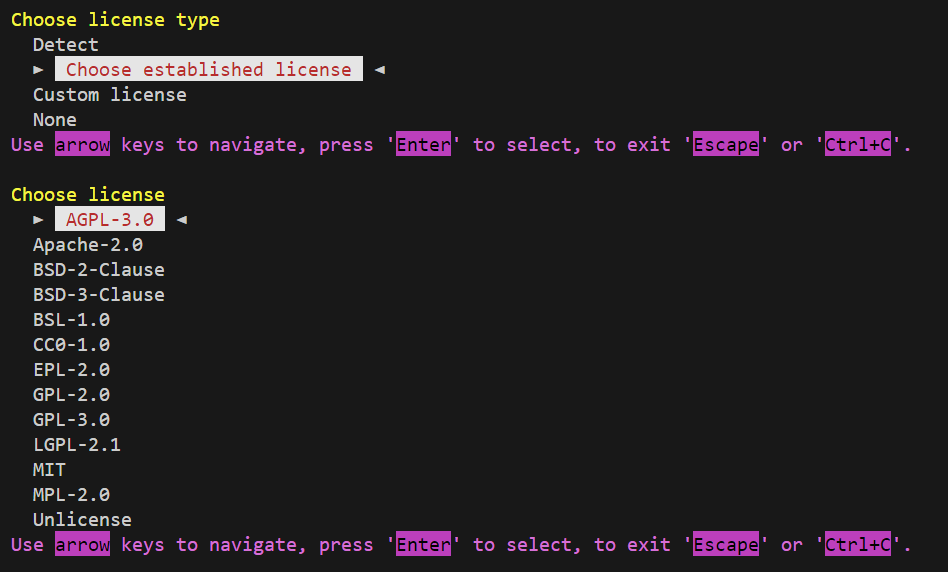 Choose license type
Detect
► Choose established license ◄
Custom license
None
Use arrow keys to navigate, press 'Enter' to select, to exit 'Escape' or 'Ctrl+C'.
Choose license
► AGPL-3.0 ◄
Apache-2.0
BSD-2-Clause
BSD-3-Clause
BSL-1.0
CC0-1.0
EPL-2.0
GPL-2.0
GPL-3.0
LGPL-2.1
MIT
MPL-2.0
Unlicense
Use arrow keys to navigate, press 'Enter' to select, to exit 'Escape' or 'Ctrl+C'.